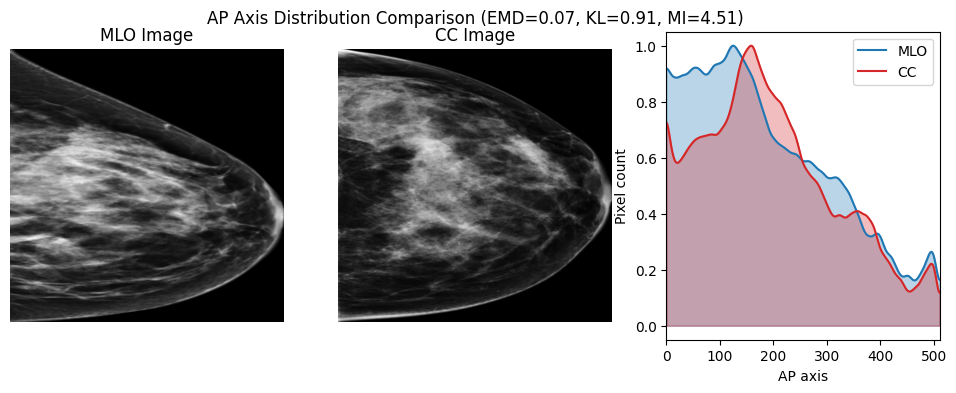 AP Axis Distribution Comparison (EMD=0.07, KL=0.91, MI=4.51)
MLO Image
CC Image
MLO
CC
Pixel count
1.0
0.8
0.6
0.4
0.2
0.0
0 100 200 300 400 500
AP axis